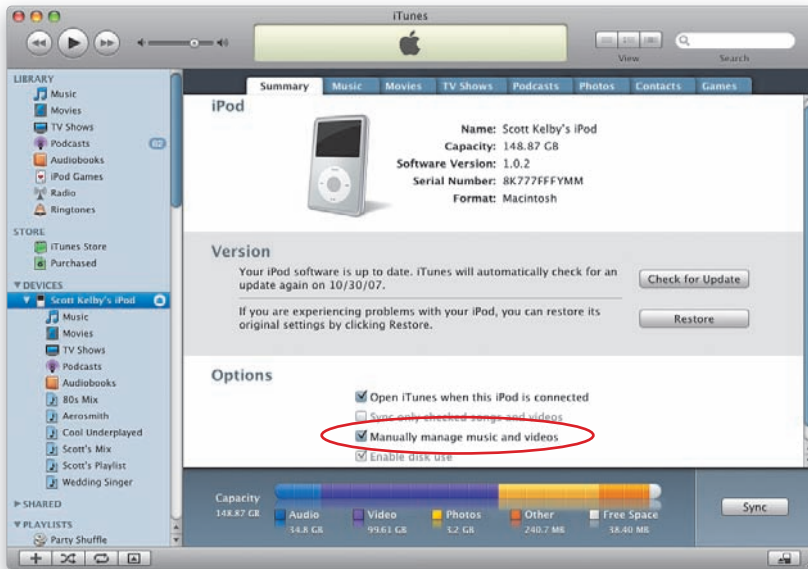 iTunes
View
Search
LIBRARY
Music
Movies
TV Shows
Podcasts
Audiobooks
iPod Games
Radio
Ringtones
STORE
iTunes Store
Purchased
DEVICES
Scott Kelby's iPod
Music
Movies
TV Shows
Podcasts
Audiobooks
80s Mix
Aerosmith
Cool Underplayed
Scott's Mix
Scott's Playlist
Wedding Singer
SHARED
PLAYLISTS
Party Shuffle
Summary Music Movies TV Shows Podcasts Photos Contacts Games
iPod
Name: Scott Kelby's iPod
Capacity: 148.87 GB
Software Version: 1.0.2
Serial Number: 8K777FFFYMM
Format: Macintosh
Version
Your iPod software is up to date. iTunes will automatically check for an
update again on 10/30/07.
Check for Update
If you are experiencing problems with your iPod, you can restore its
original settings by clicking Restore.
Restore
Options
Open iTunes when this iPod is connected
Sync only checked songs and videos
Manually manage music and videos
Enable disk use
Capacity
148.87 GB
Audio
34.8 GB
Video
99.61 GB
Photos
3.2 GB
Other
240.7 MB
Free Space
38.40 MB
Sync